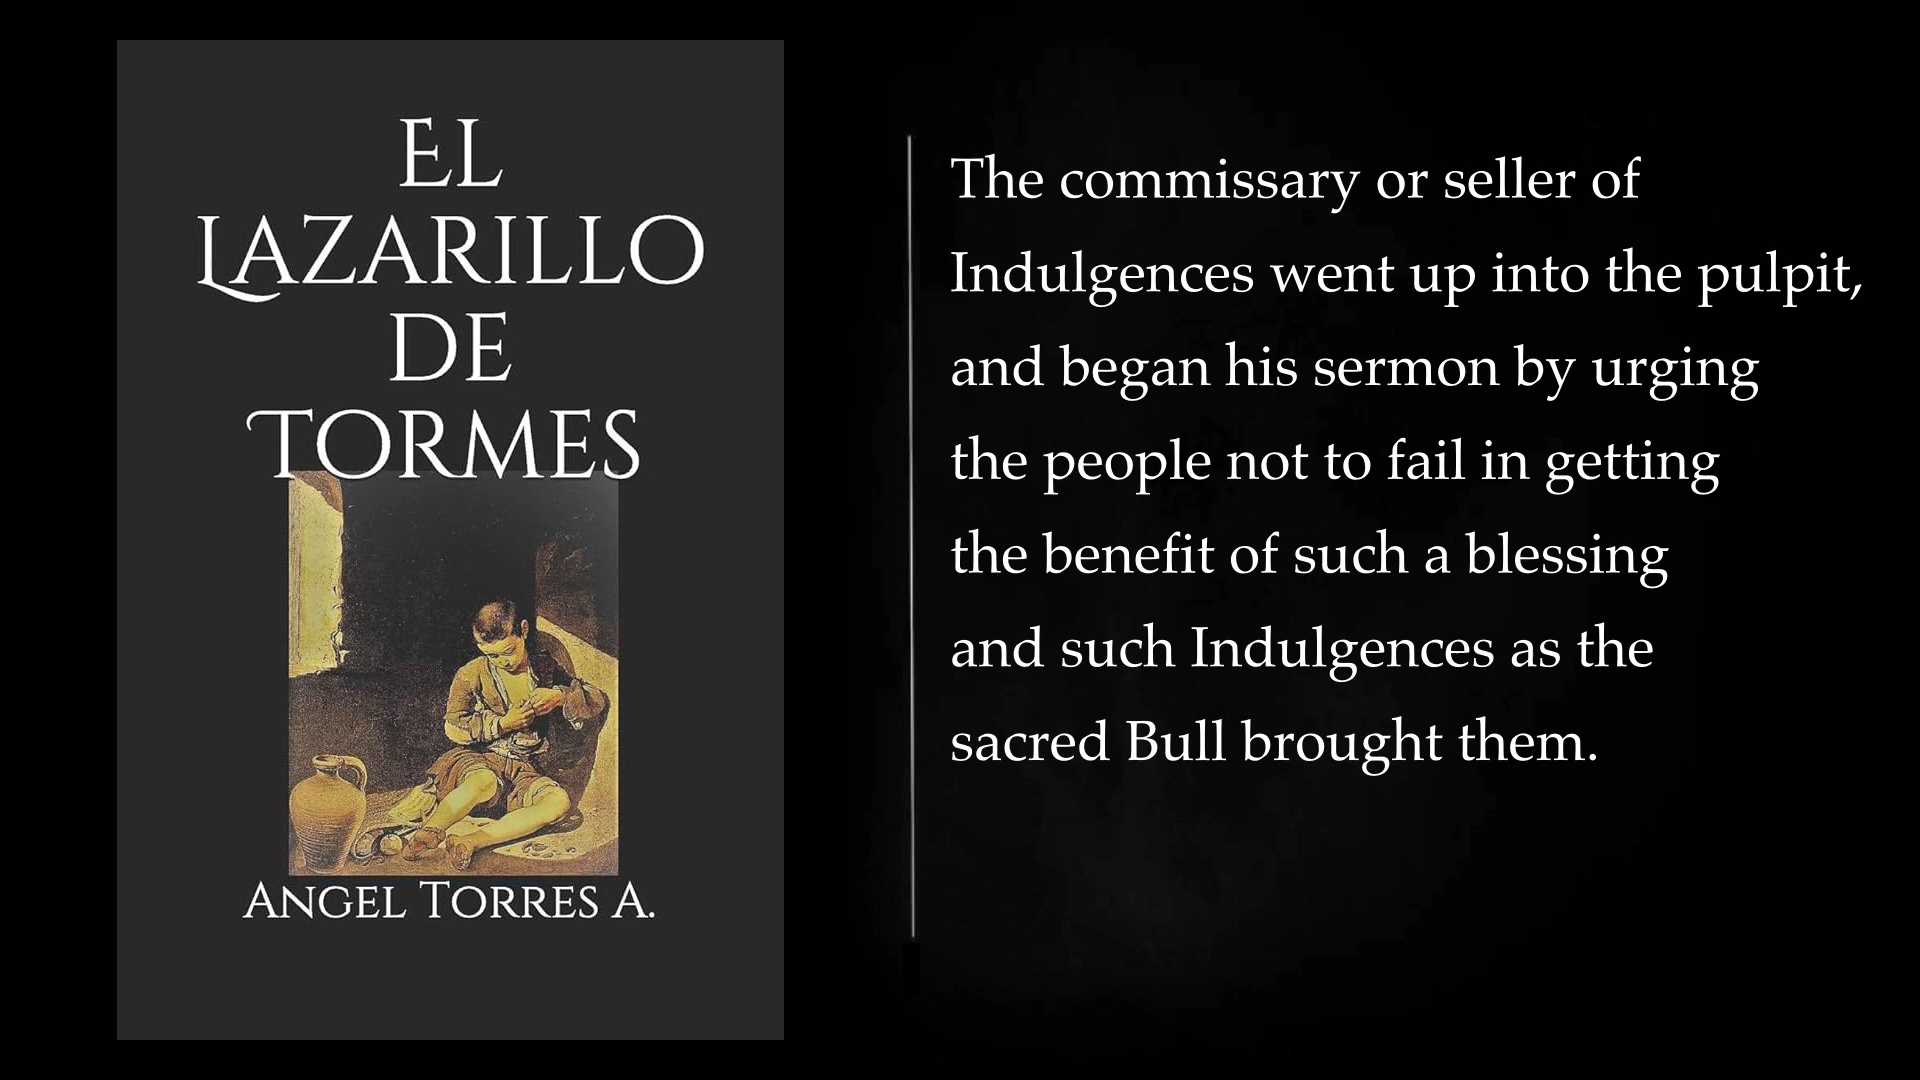 EL
LAZARILLO
DE
TORMES
ANGEL TORRES A.
The commissary or seller of
Indulgences went up into the pulpit,
and began his sermon by urging
the people not to fail in getting
the benefit of such a blessing
and such Indulgences as the
sacred Bull brought them.